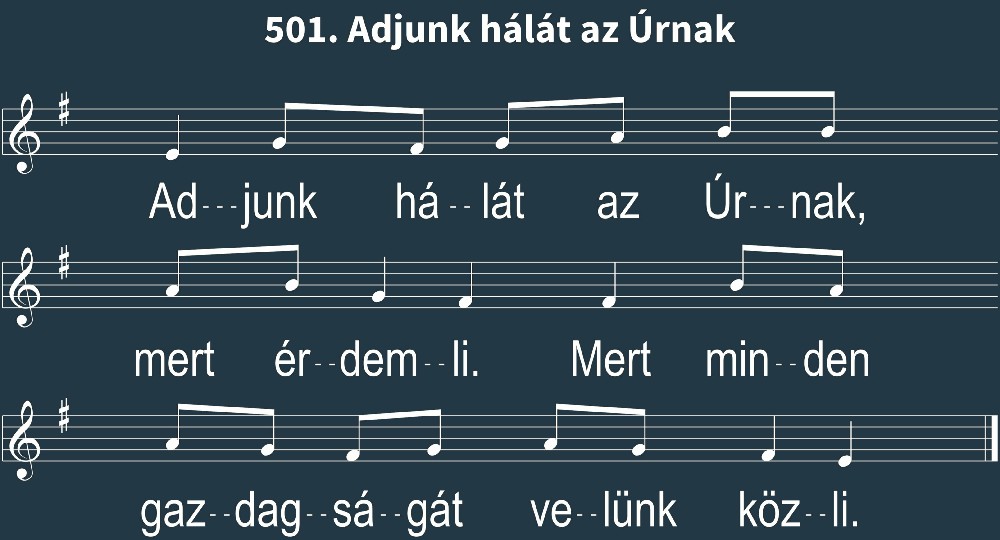 501. Adjunk hálát az Úrnak
Ad---junk há--lát az Úr---nak,
mert ér--dem--li. Mert min--den
gaz--dag--sá--gát ve--lünk köz--li.